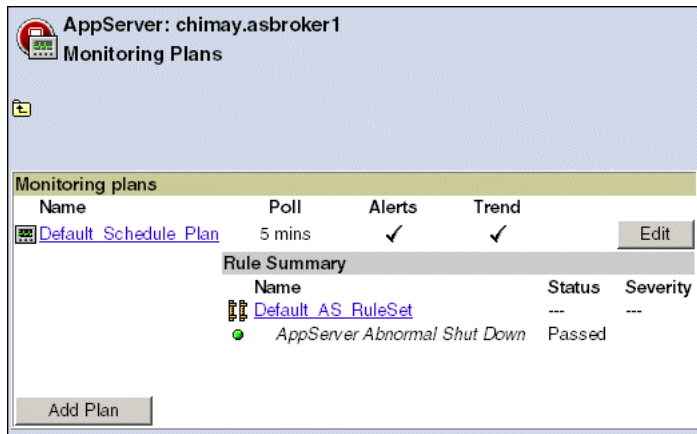 AppServer: chimay.asbroker1
Monitoring Plans
Monitoring plans
Name Poll Alerts Trend
Default_Schedule_Plan 5 mins ✓ ✓ Edit
Rule Summary
Name Status Severity
Default_AS_RuleSet --- ---
AppServer Abnormal Shut Down Passed
Add Plan